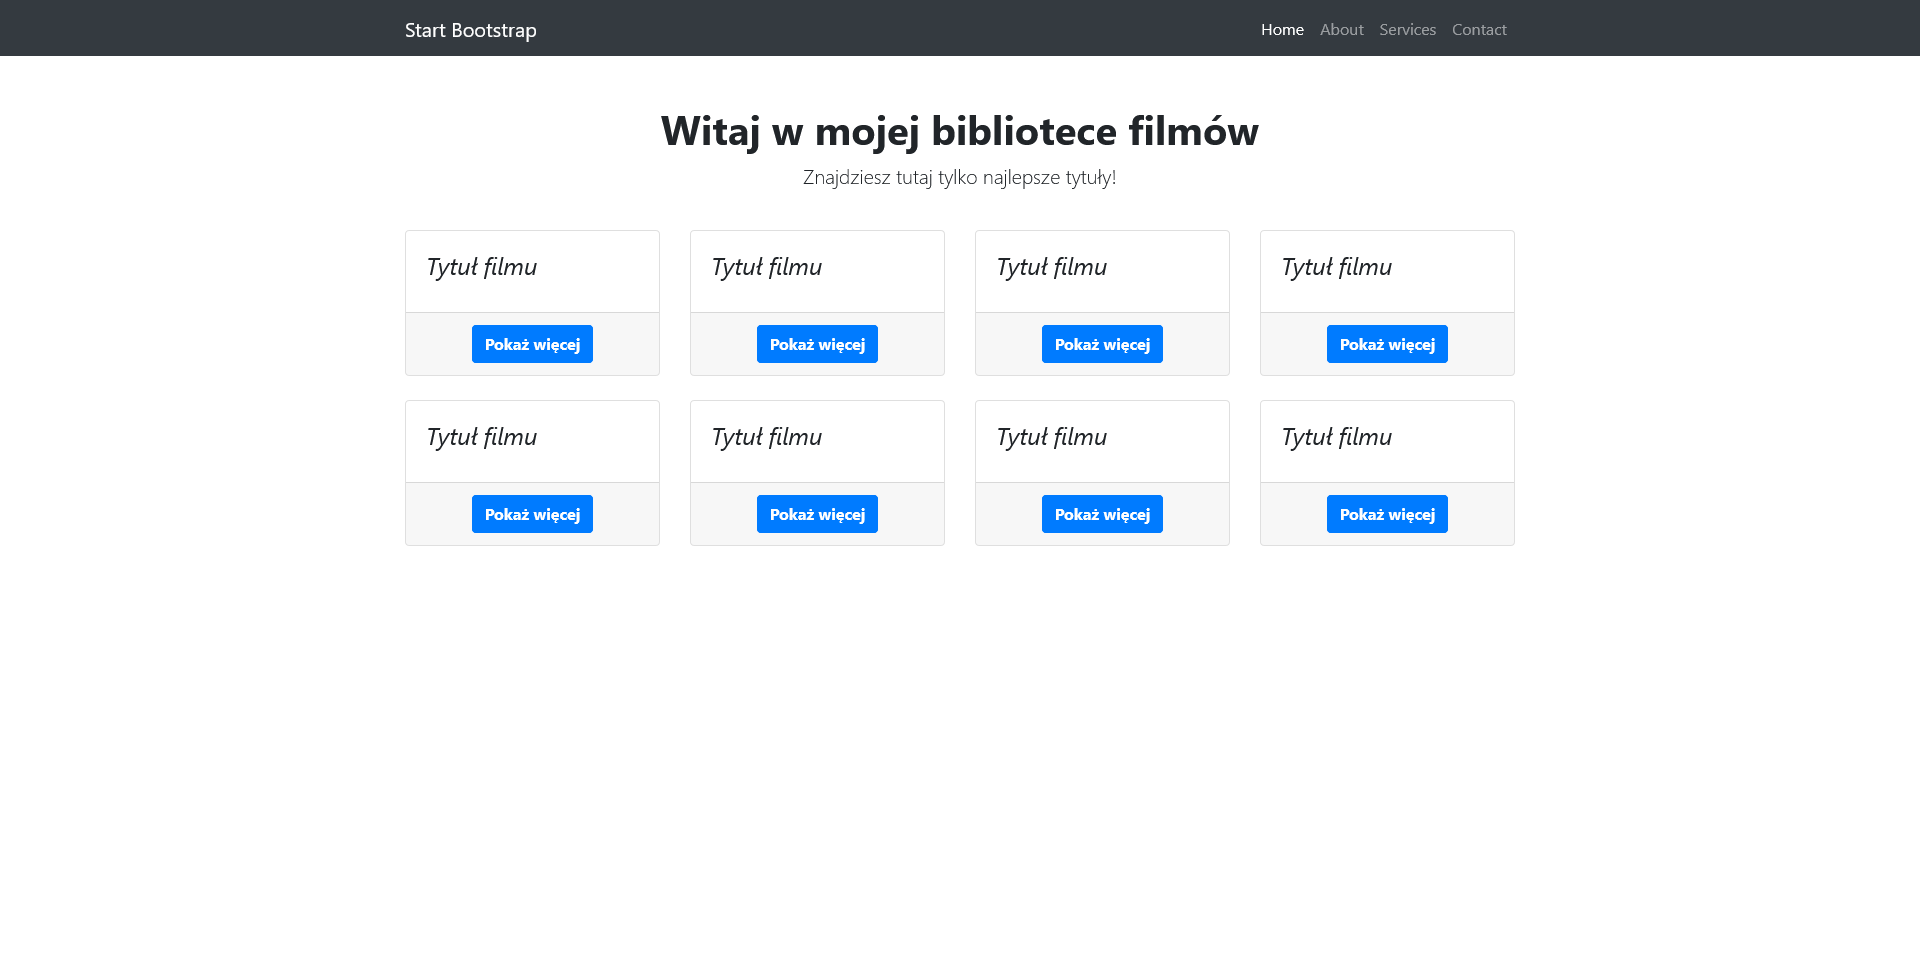 Start Bootstrap Home About Services Contact
Witaj w mojej bibliotece filmów
Znajdziesz tutaj tylko najlepsze tytuły!
Tytuł filmu Tytuł filmu Tytuł filmu Tytuł filmu
Pokaż więcej Pokaż więcej Pokaż więcej Pokaż więcej
Tytuł filmu Tytuł filmu Tytuł filmu Tytuł filmu
Pokaż więcej Pokaż więcej Pokaż więcej Pokaż więcej